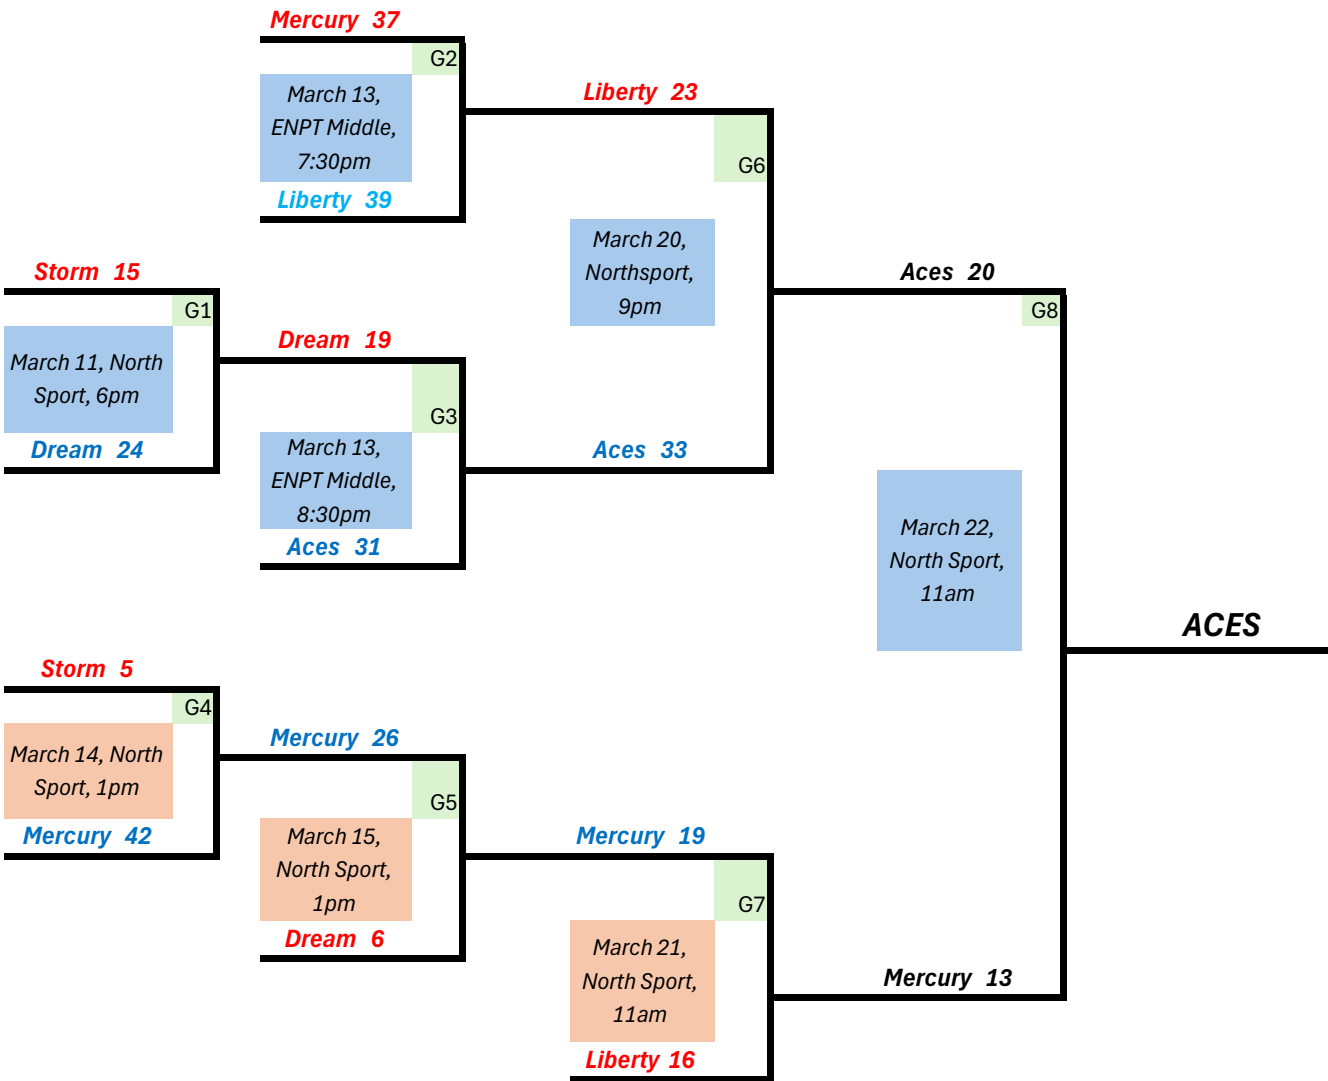 Mercury 37
G2
March 13,
ENPT Middle,
7:30pm
Liberty 39
Liberty 23
G6
March 20,
Northsport,
9pm
Storm 15
G1
March 11, North
Sport, 6pm
Dream 24
Dream 19
G3
March 13,
ENPT Middle,
8:30pm
Aces 31
Aces 33
Aces 20
G8
March 22,
North Sport,
11am
ACES
Storm 5
G4
March 14, North
Sport, 1pm
Mercury 42
Mercury 26
G5
March 15,
North Sport,
1pm
Dream 6
Mercury 19
G7
March 21,
North Sport,
11am
Liberty 16
Mercury 13